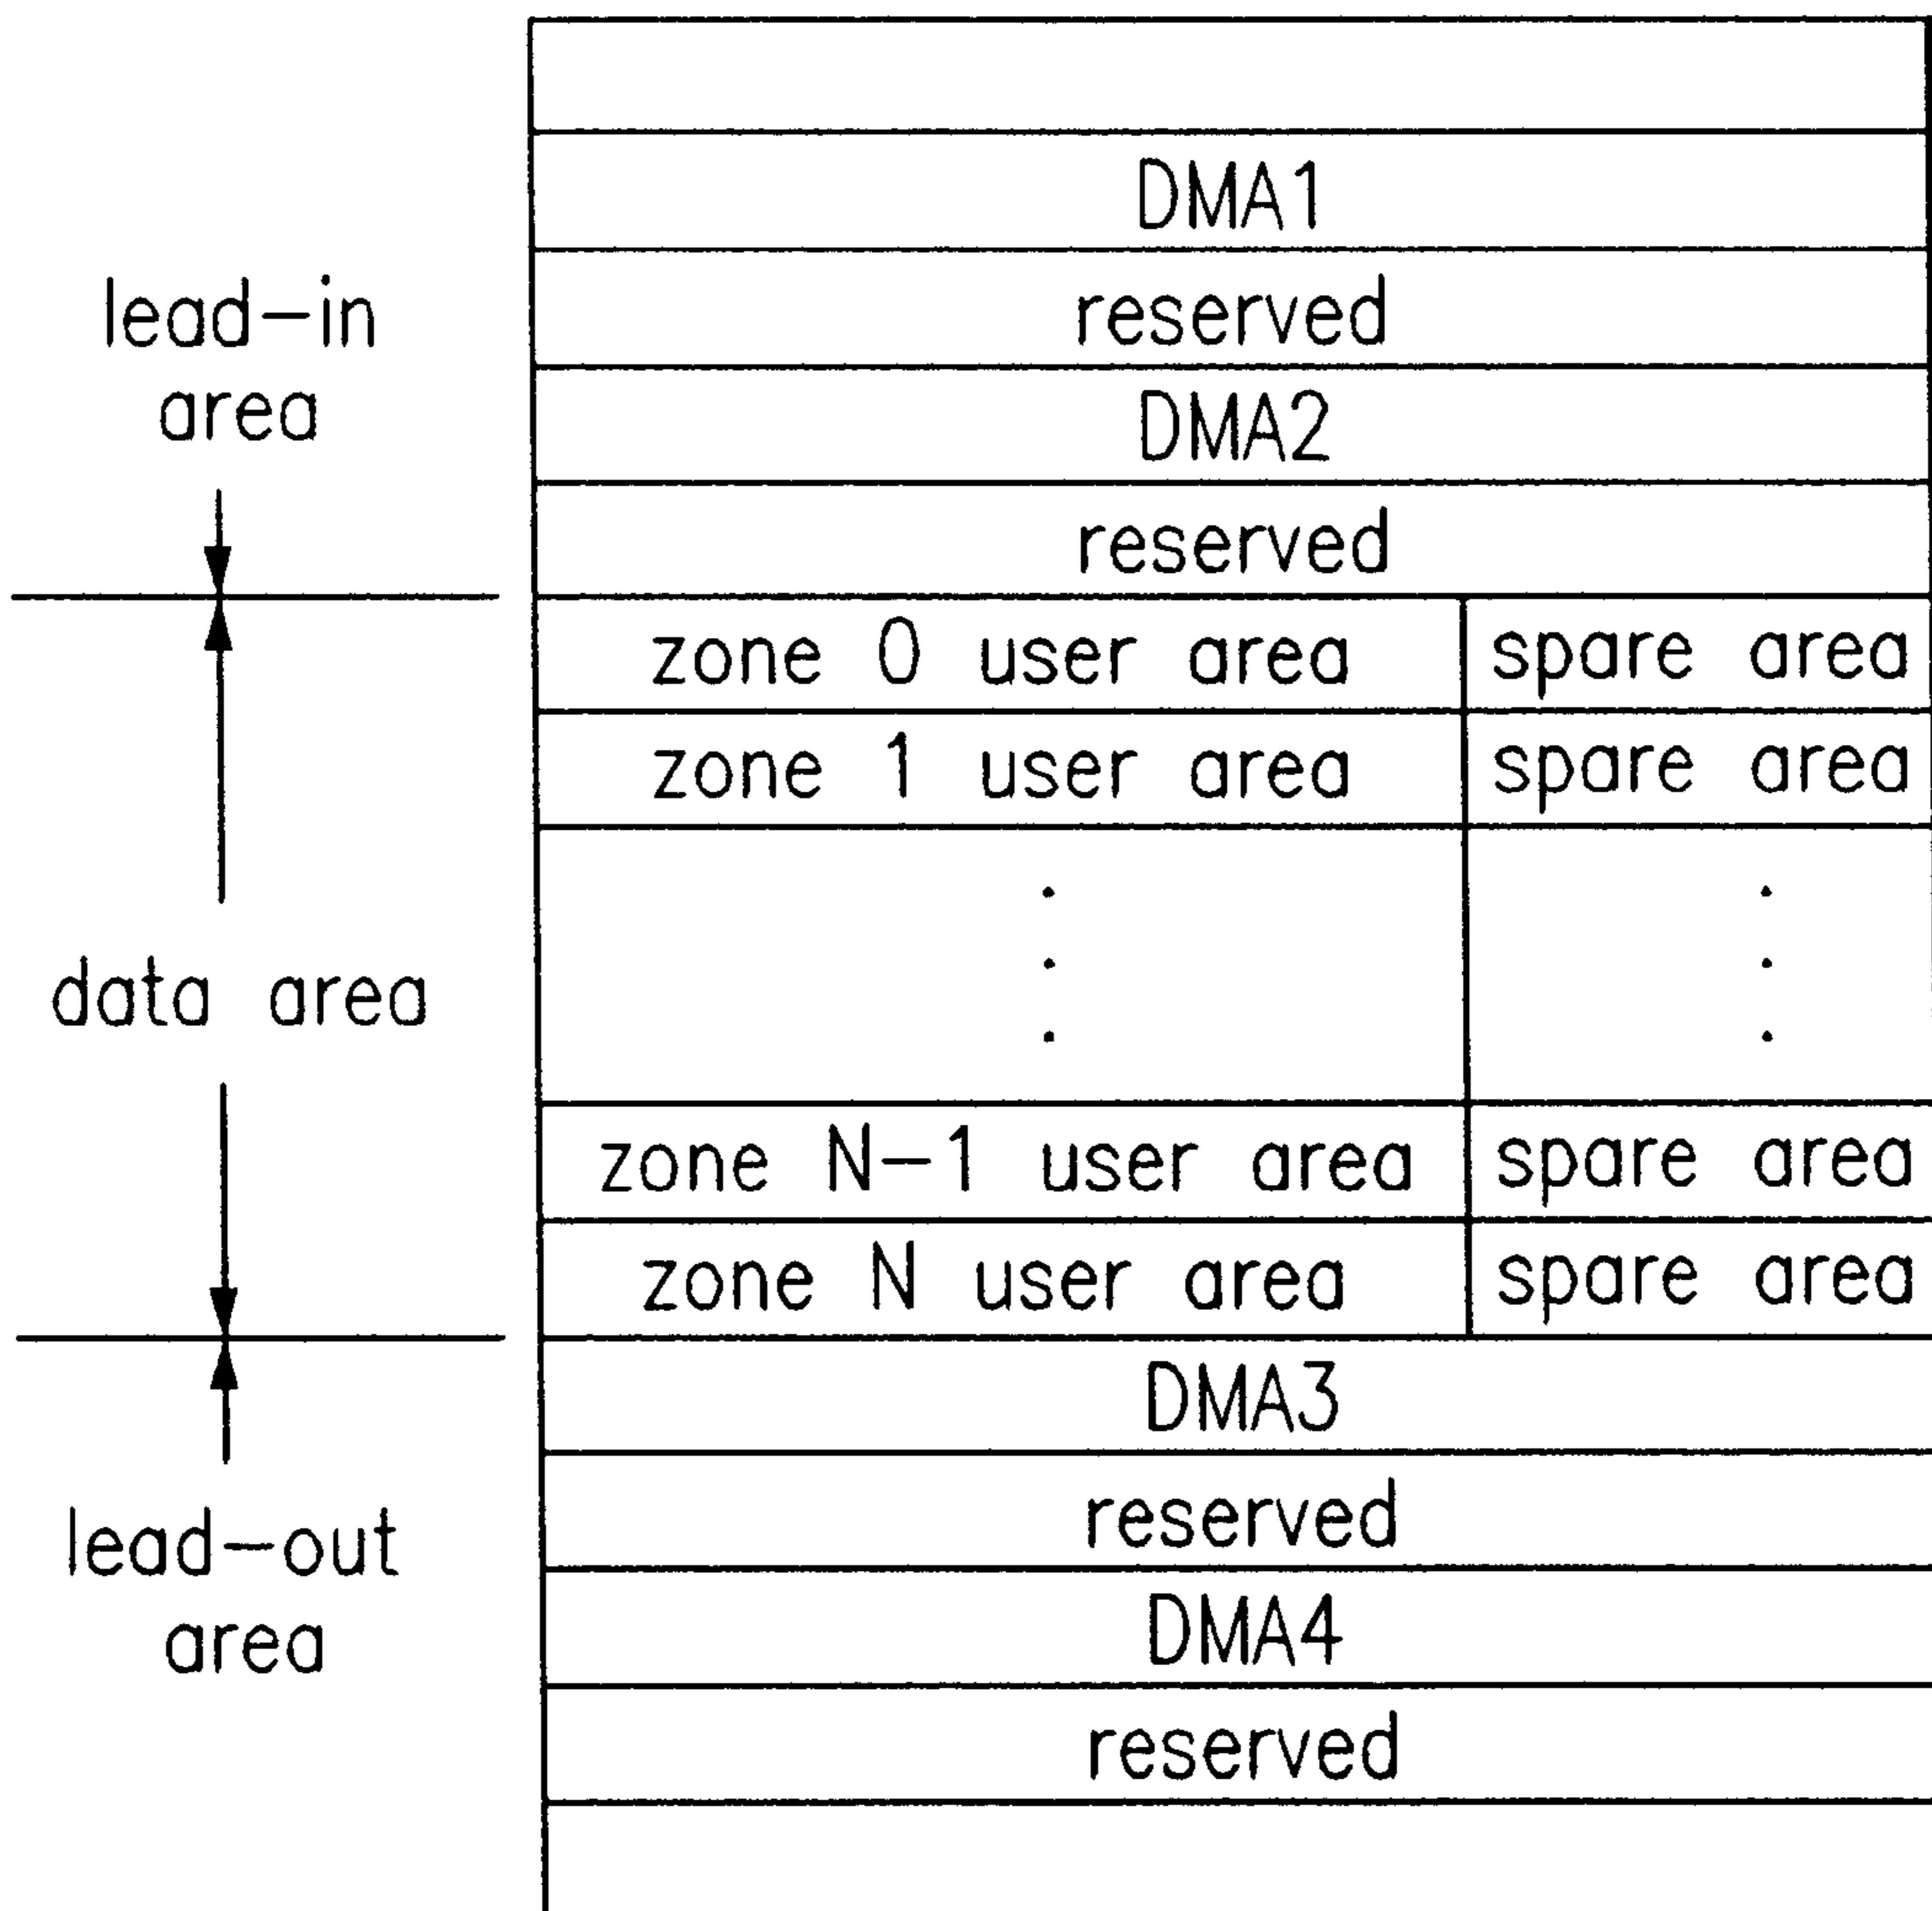 DMA1
reserved
lead-in
area
DMA2
reserved
zone 0 user area spare area
zone 1 user area spare area
data area
zone N-1 user area spare area
zone N user area spare area
DMA3
reserved
lead-out
area
DMA4
reserved